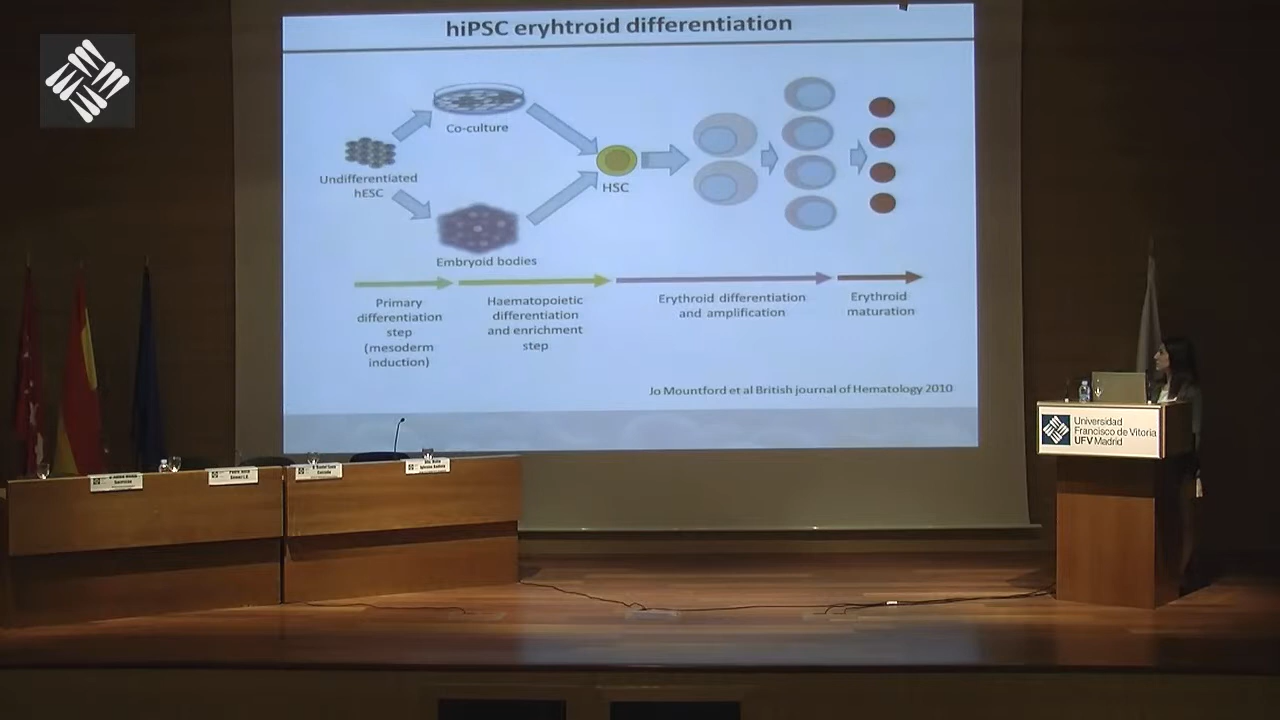 hiPSC eryhtroid differentiation
Co-culture
Undifferentiated
hESC
HSC
Embryoid bodies
Primary
differentiation
step
(mesoderm
induction)
Haematopoietic
differentiation
and enrichment
step
Erythroid differentiation
and amplification
Erythroid
maturation
Jo Mountford et al British journal of Hematology 2010
Universidad
Francisco de Vitoria
UFV Madrid